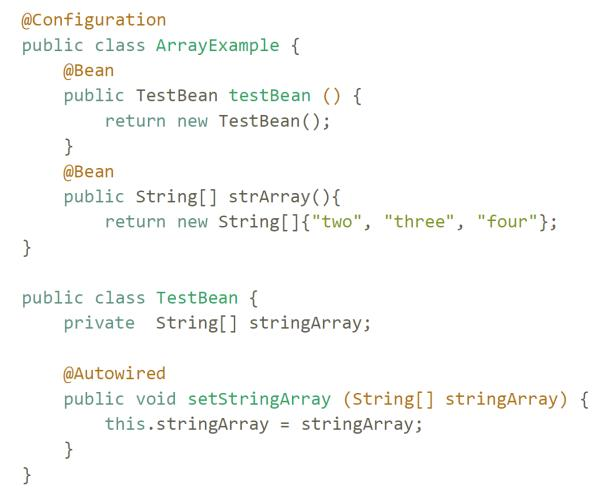 @Configuration
public class ArrayExample {
    @Bean
    public TestBean testBean () {
        return new TestBean();
    }
    @Bean
    public String[] strArray(){
        return new String[]{"two", "three", "four"};
}

public class TestBean {
    private  String[] stringArray;

    @Autowired
    public void setStringArray (String[] stringArray) {
        this.stringArray = stringArray;
    }
}